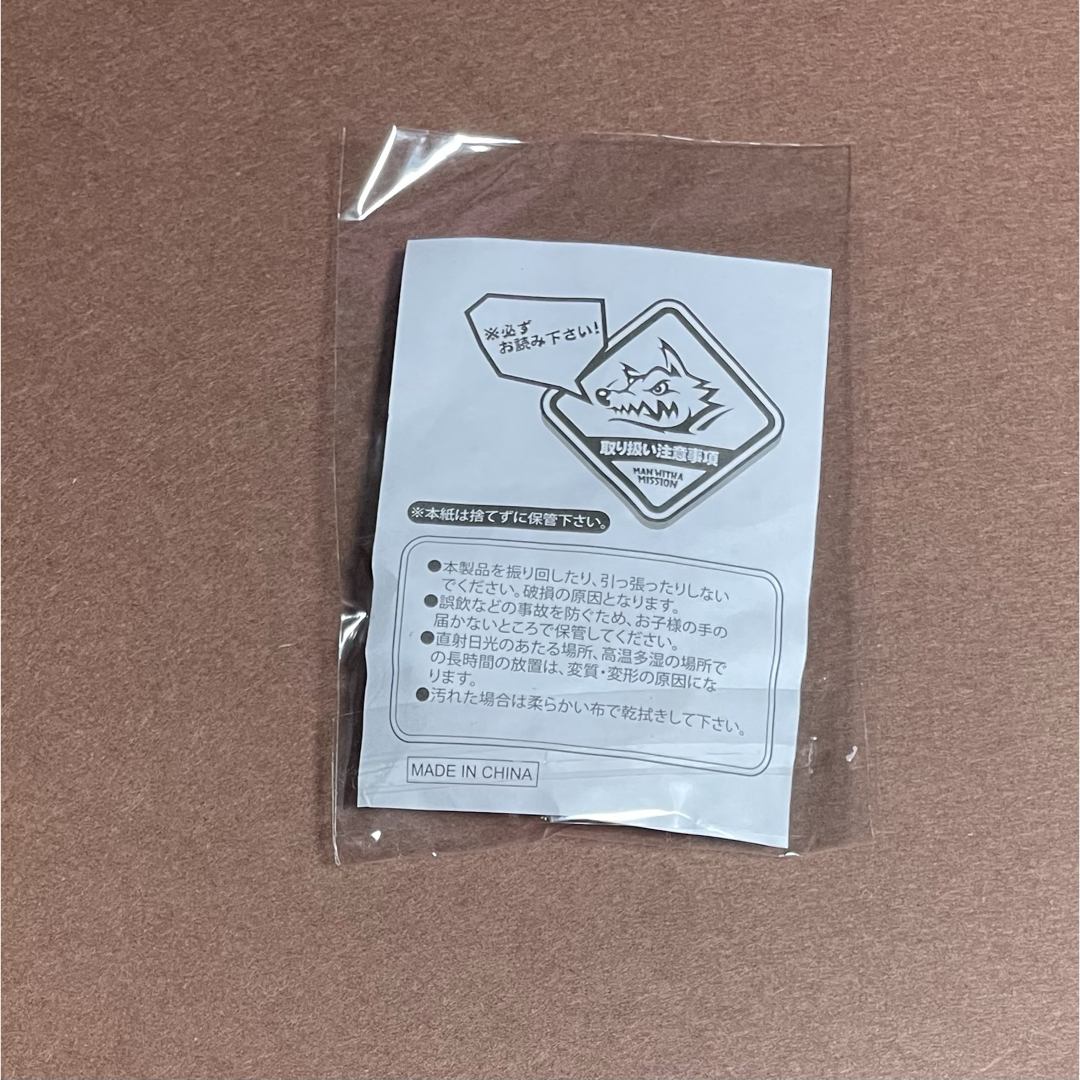 ※必ず
お読み下さい!
取り扱い注意事項
MAN WITH A
MISSION
※本紙は捨てずに保管下さい。
●本製品を振り回したり、引っ張ったりしない
でください。破損の原因となります。
●誤飲などの事故を防ぐため、お子様の手の
届かないところで保管してください。
●直射日光のあたる場所、高温多湿の場所で
の長時間の放置は、変質・変形の原因にな
ります。
●汚れた場合は柔らかい布で乾拭きして下さい。
MADE IN CHINA